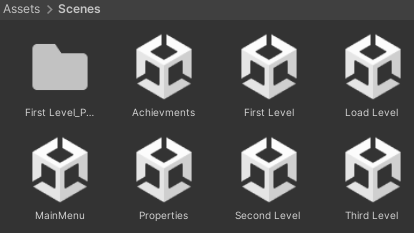 Assets > Scenes
First Level_P...
Achievments
First Level
Load Level
MainMenu
Properties
Second Level
Third Level